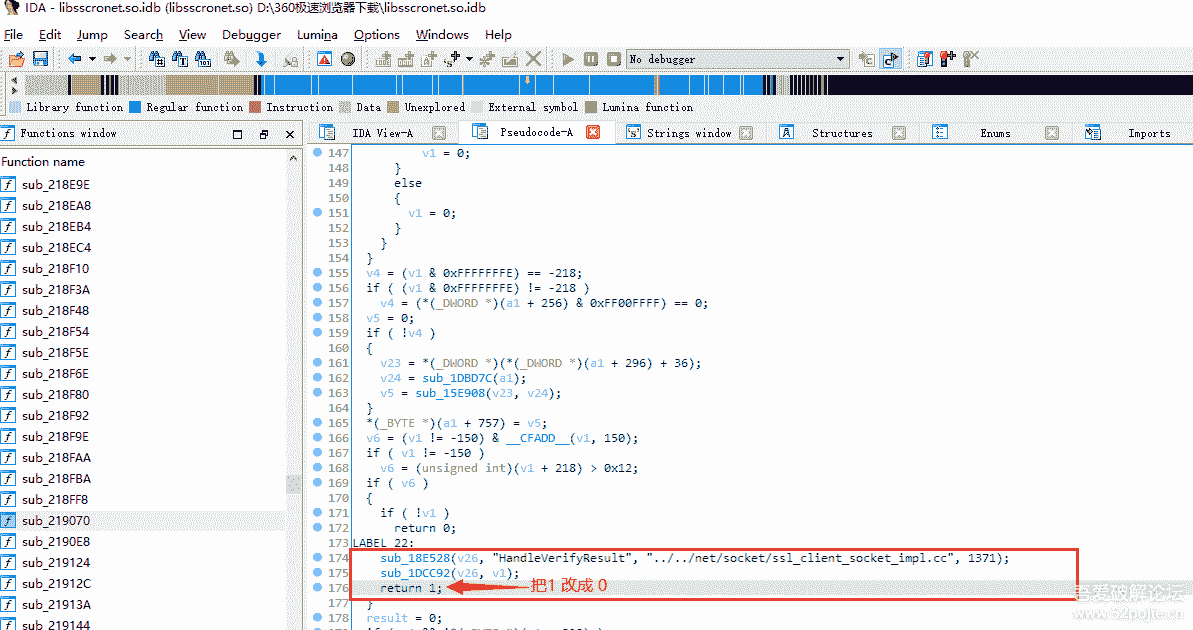 IDA - libsscronet.so.idb (libsscronet.so) D:\360极速浏览器下载\libsscronet.so.idb
File Edit Jump Search View Debugger Lumina Options Windows Help
No debugger
Library function Regular function Instruction Data Unexplored External symbol Lumina function
Functions window
IDA View-A Pseudocode-A Strings window Structures Enums Imports
Function name
sub_218E9E
sub_218EA8
sub_218EB4
sub_218EC4
sub_218F10
sub_218F3A
sub_218F48
sub_218F54
sub_218F5E
sub_218F6E
sub_218F80
sub_218F92
sub_218F9E
sub_218FAA
sub_218FBA
sub_218FF8
sub_219070
sub_2190E8
sub_219124
sub_21912C
sub_21913A
sub_219144
147 v1 = 0;
148 }
149 else
150 {
151 v1 = 0;
152 }
153 }
154 }
155 v4 = (v1 & 0xFFFFFFFE) == -218;
156 if ( (v1 & 0xFFFFFFFE) != -218 )
157 v4 = (*(_DWORD *)(a1 + 256) & 0xFF00FFFF) == 0;
158 v5 = 0;
159 if ( !v4 )
160 {
161 v23 = *(_DWORD *)(*(_DWORD *)(a1 + 296) + 36);
162 v24 = sub_1DBD7C(a1);
163 v5 = sub_15E908(v23, v24);
164 }
165 *(_BYTE *)(a1 + 757) = v5;
166 v6 = (v1 != -150) & __CFADD__(v1, 150);
167 if ( v1 != -150 )
168 v6 = (unsigned int)(v1 + 218) > 0x12;
169 if ( v6 )
170 {
171 if ( !v1 )
172 return 0;
173 LABEL_22:
174 sub_18E528(v26, "HandleVerifyResult", "../../net/socket/ssl_client_socket_impl.cc", 1371);
175 sub_1DCC92(v26, v1);
176 return 1; 把1 改成 0
177 }
178 result = 0;
吾爱破解论坛
www.52pojie.cn